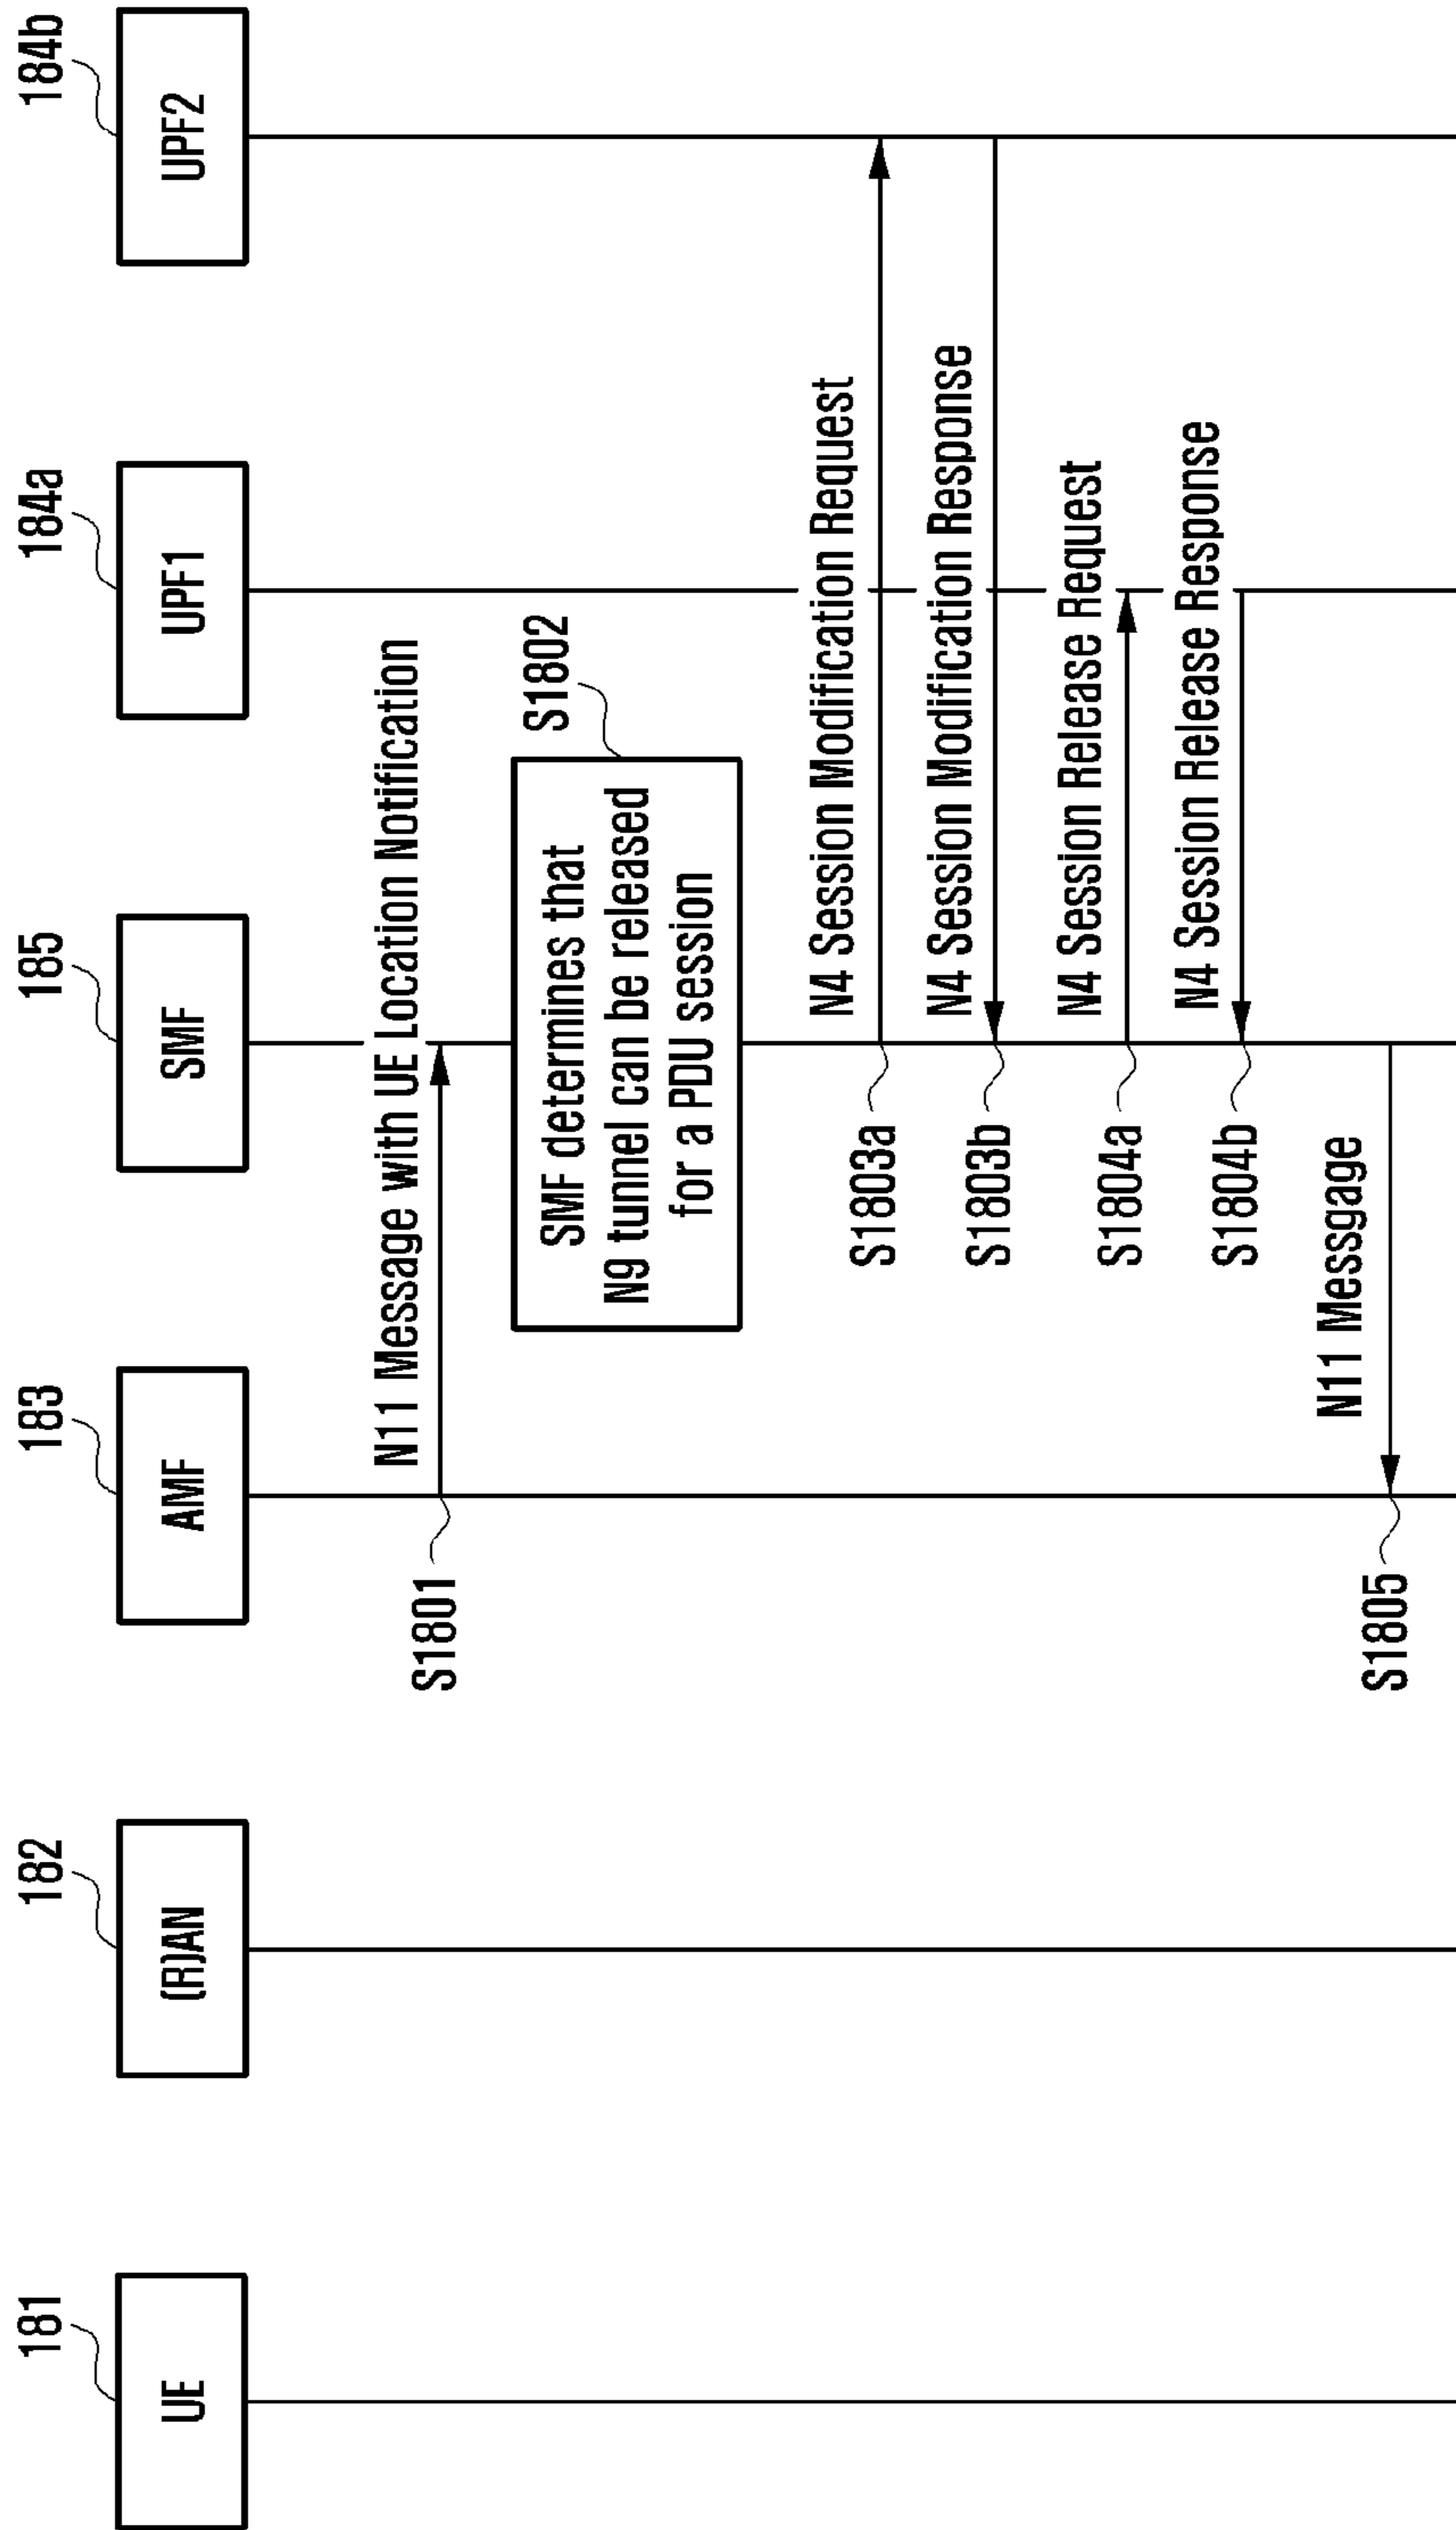 181
182
183
185
184a
184b
UE
(R)AN
AMF
SMF
UPF1
UPF2
N11 Message with UE Location Notification
S1801
S1802
SMF determines that
N9 tunnel can be released
for a PDU session
N4 Session Modification Request
S1803a
N4 Session Modification Response
S1803b
N4 Session Release Request
S1804a
N4 Session Release Response
S1804b
N11 Messgage
S1805